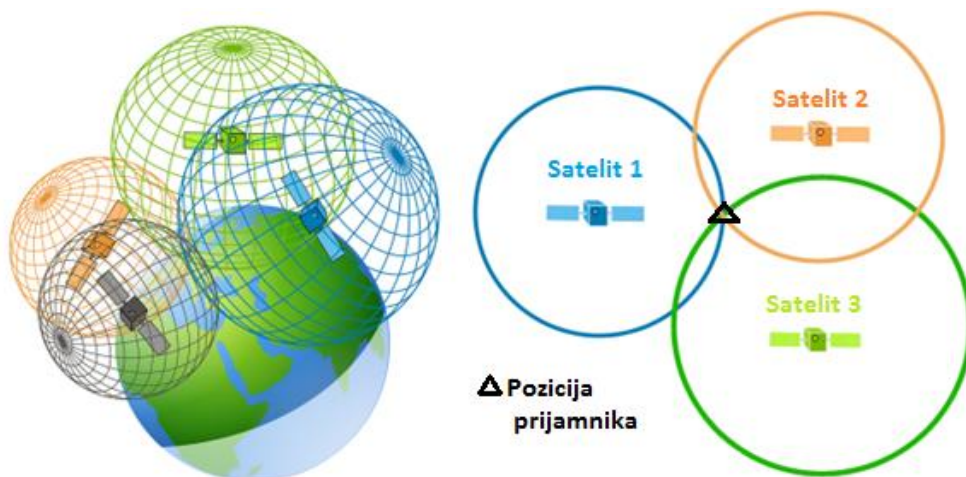 Satelit 2
Satelit 1
Satelit 3
Pozicija
prijamnika